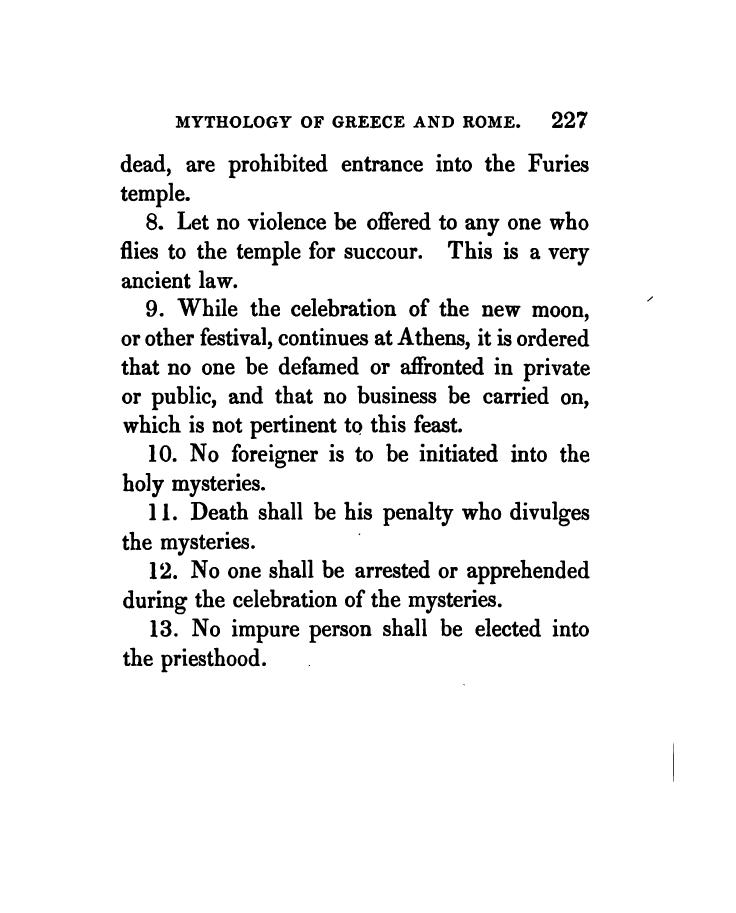 MYTHOLOGY OF GREECE AND ROME. 227
dead, are prohibited entrance into the Furies
temple.
8. Let no violence be offered to any one who
flies to the temple for succour. This is a very
ancient law.
9. While the celebration of the new moon,
or other festival, continues at Athens, it is ordered
that no one be defamed or affronted in private
or public, and that no business be carried on,
which is not pertinent to this feast.
10. No foreigner is to be initiated into the
holy mysteries.
11. Death shall be his penalty who divulges
the mysteries.
12. No one shall be arrested or apprehended
during the celebration of the mysteries.
13. No impure person shall be elected into
the priesthood.